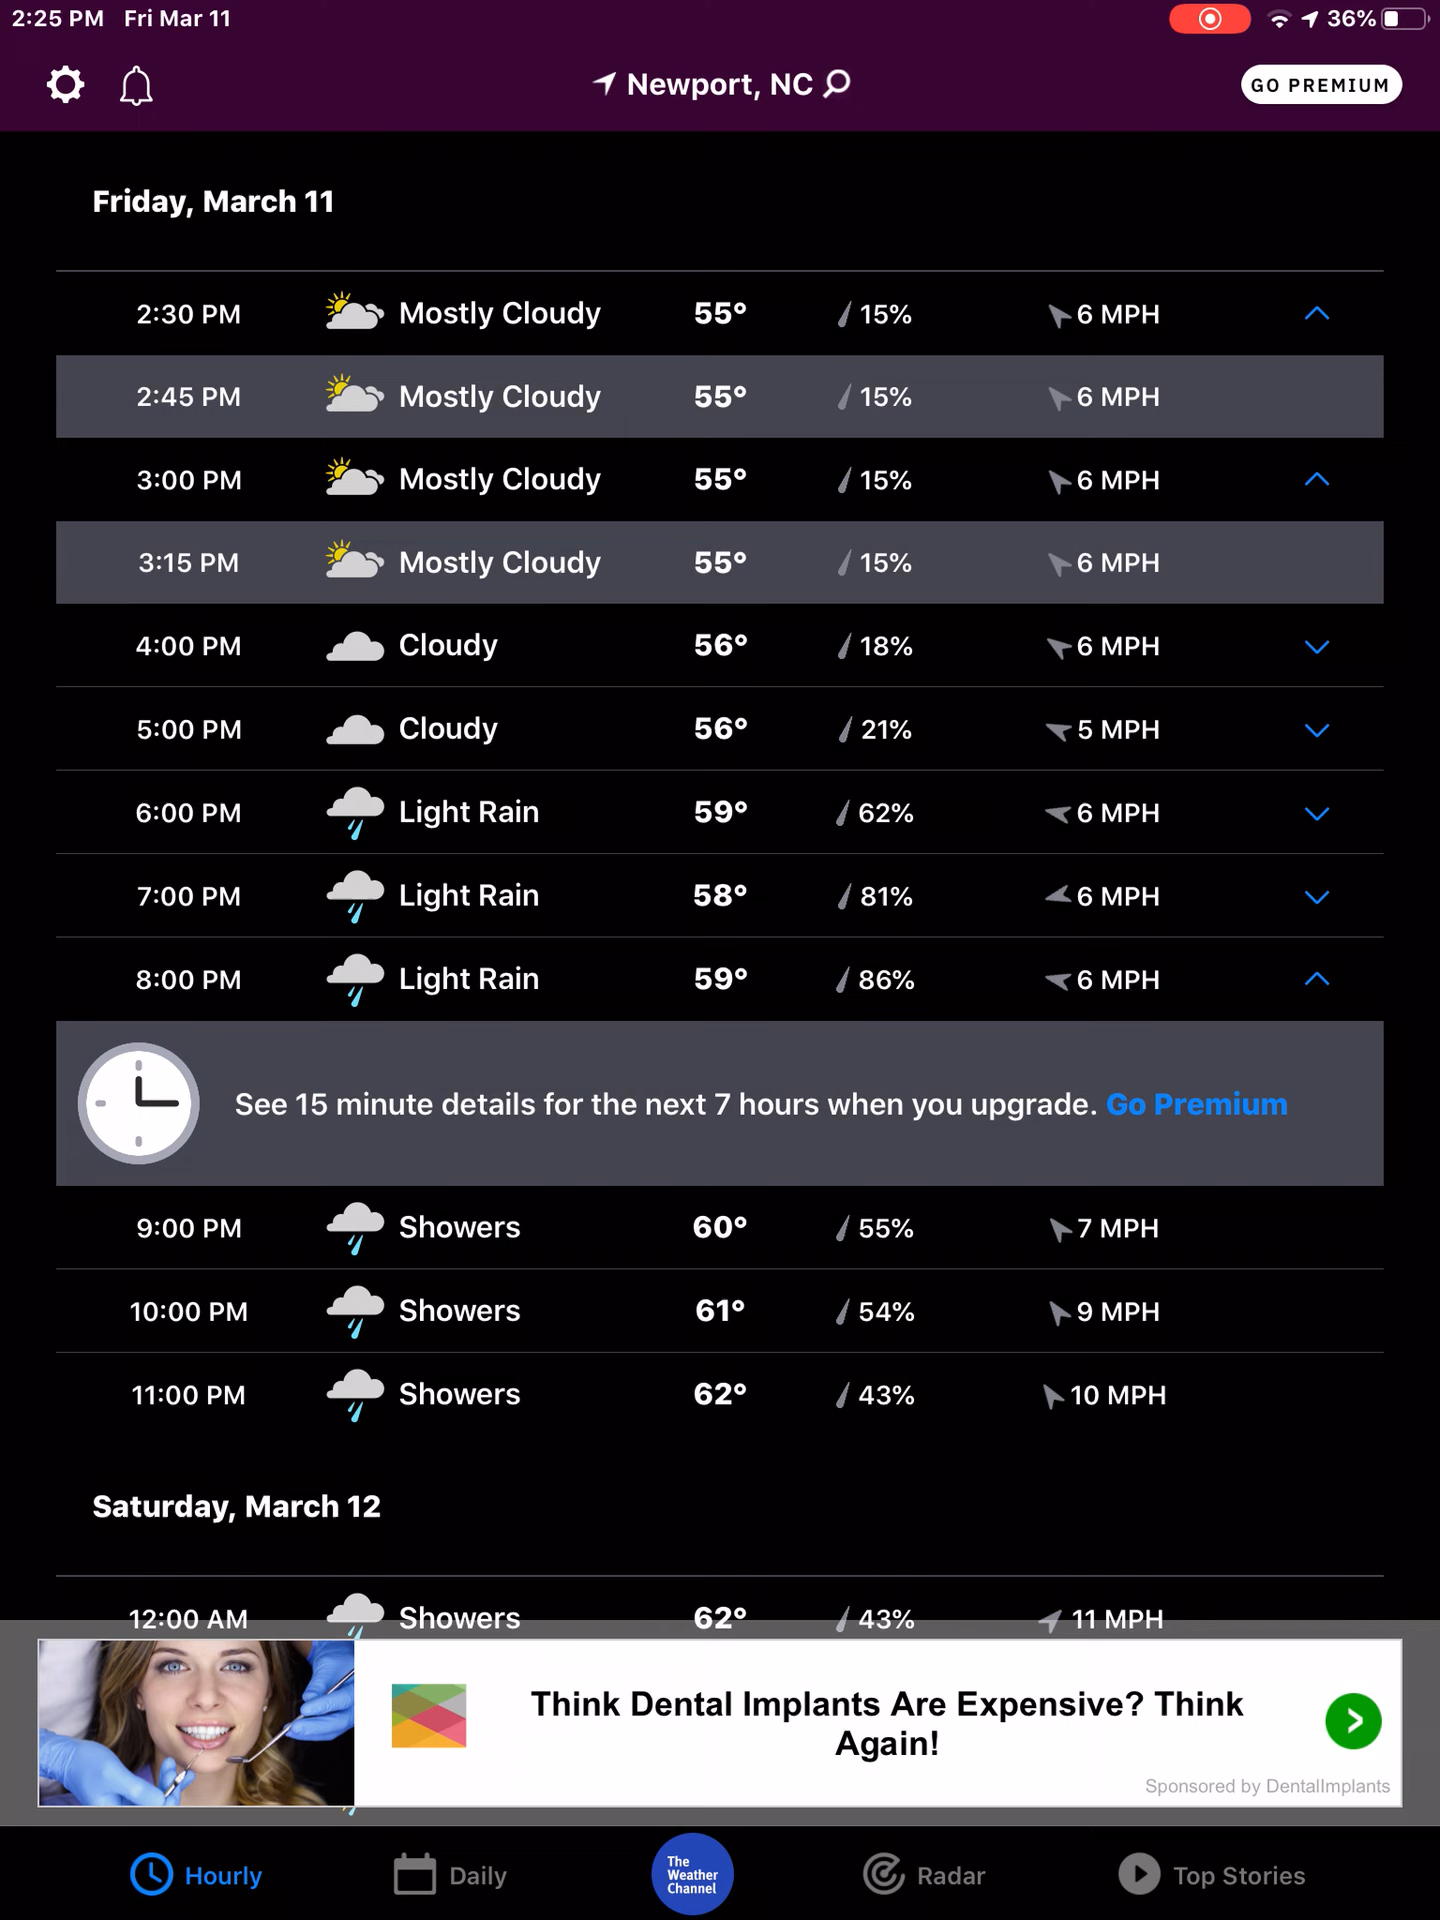 2:25 PM Fri Mar 11 36%
Newport, NC GO PREMIUM
Friday, March 11
2:30 PM Mostly Cloudy 55° 15% 6 MPH
2:45 PM Mostly Cloudy 55° 15% 6 MPH
3:00 PM Mostly Cloudy 55° 15% 6 MPH
3:15 PM Mostly Cloudy 55° 15% 6 MPH
4:00 PM Cloudy 56° 18% 6 MPH
5:00 PM Cloudy 56° 21% 5 MPH
6:00 PM Light Rain 59° 62% 6 MPH
7:00 PM Light Rain 58° 81% 6 MPH
8:00 PM Light Rain 59° 86% 6 MPH
See 15 minute details for the next 7 hours when you upgrade. Go Premium
9:00 PM Showers 60° 55% 7 MPH
10:00 PM Showers 61° 54% 9 MPH
11:00 PM Showers 62° 43% 10 MPH
Saturday, March 12
12:00 AM Showers 62° 43% 11 MPH
Think Dental Implants Are Expensive? Think
Again!
Sponsored by DentalImplants
Hourly Daily The Weather Channel Radar Top Stories